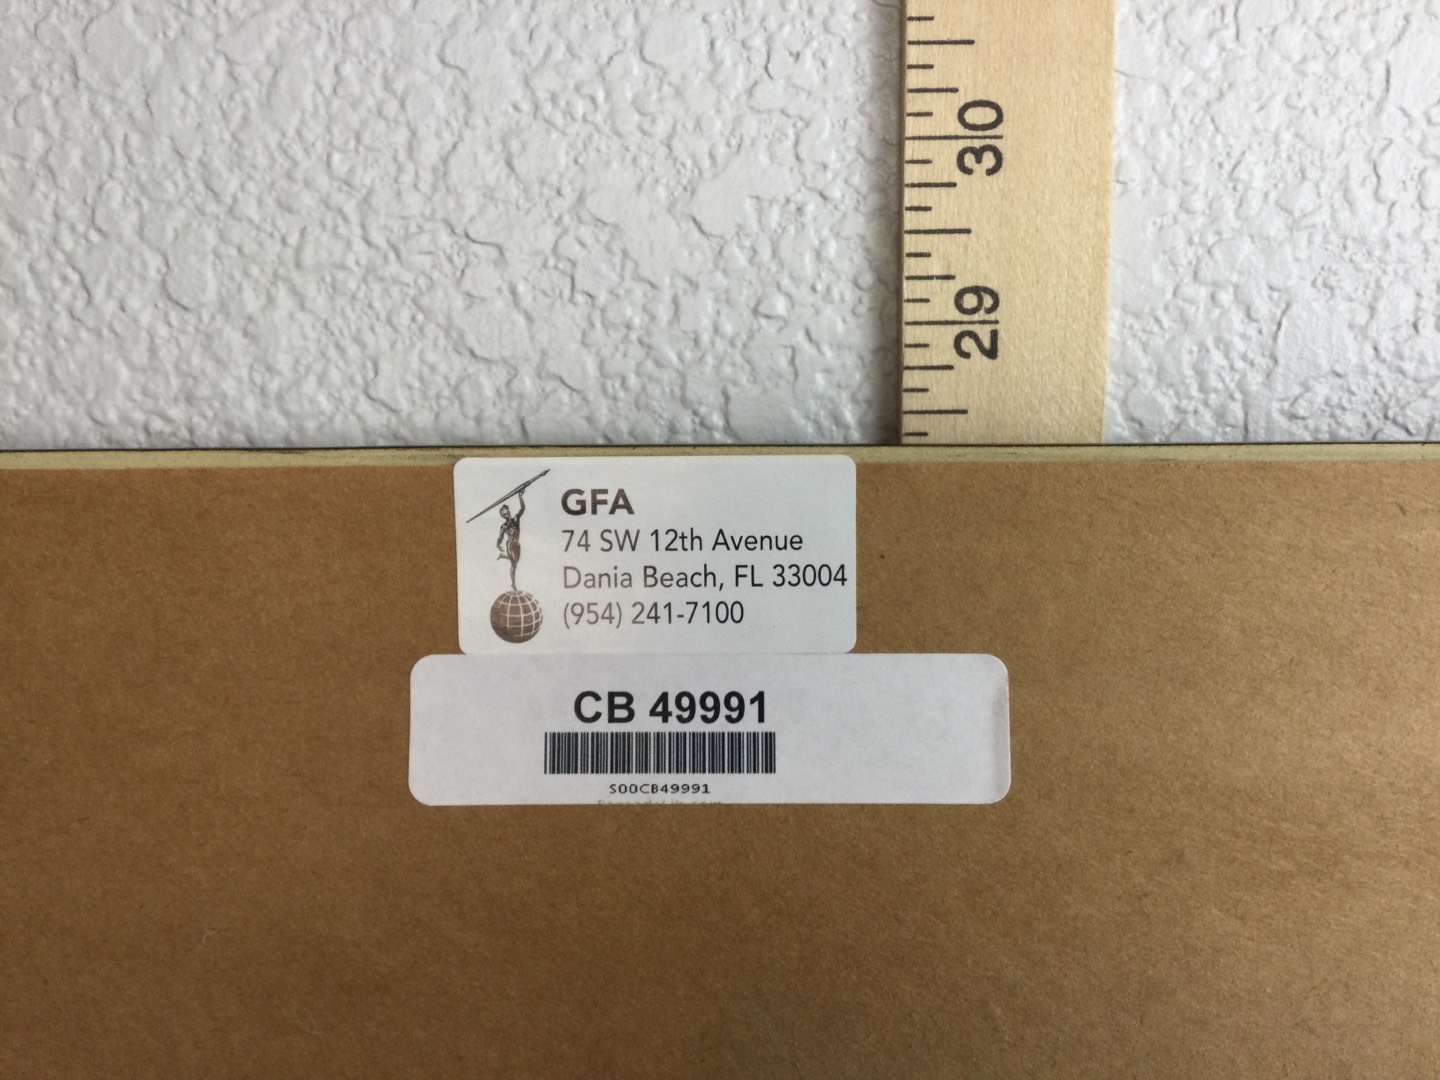 30
29
GFA
74 SW 12th Avenue
Dania Beach, FL 33004
(954) 241-7100
CB 49991
S00CB49991